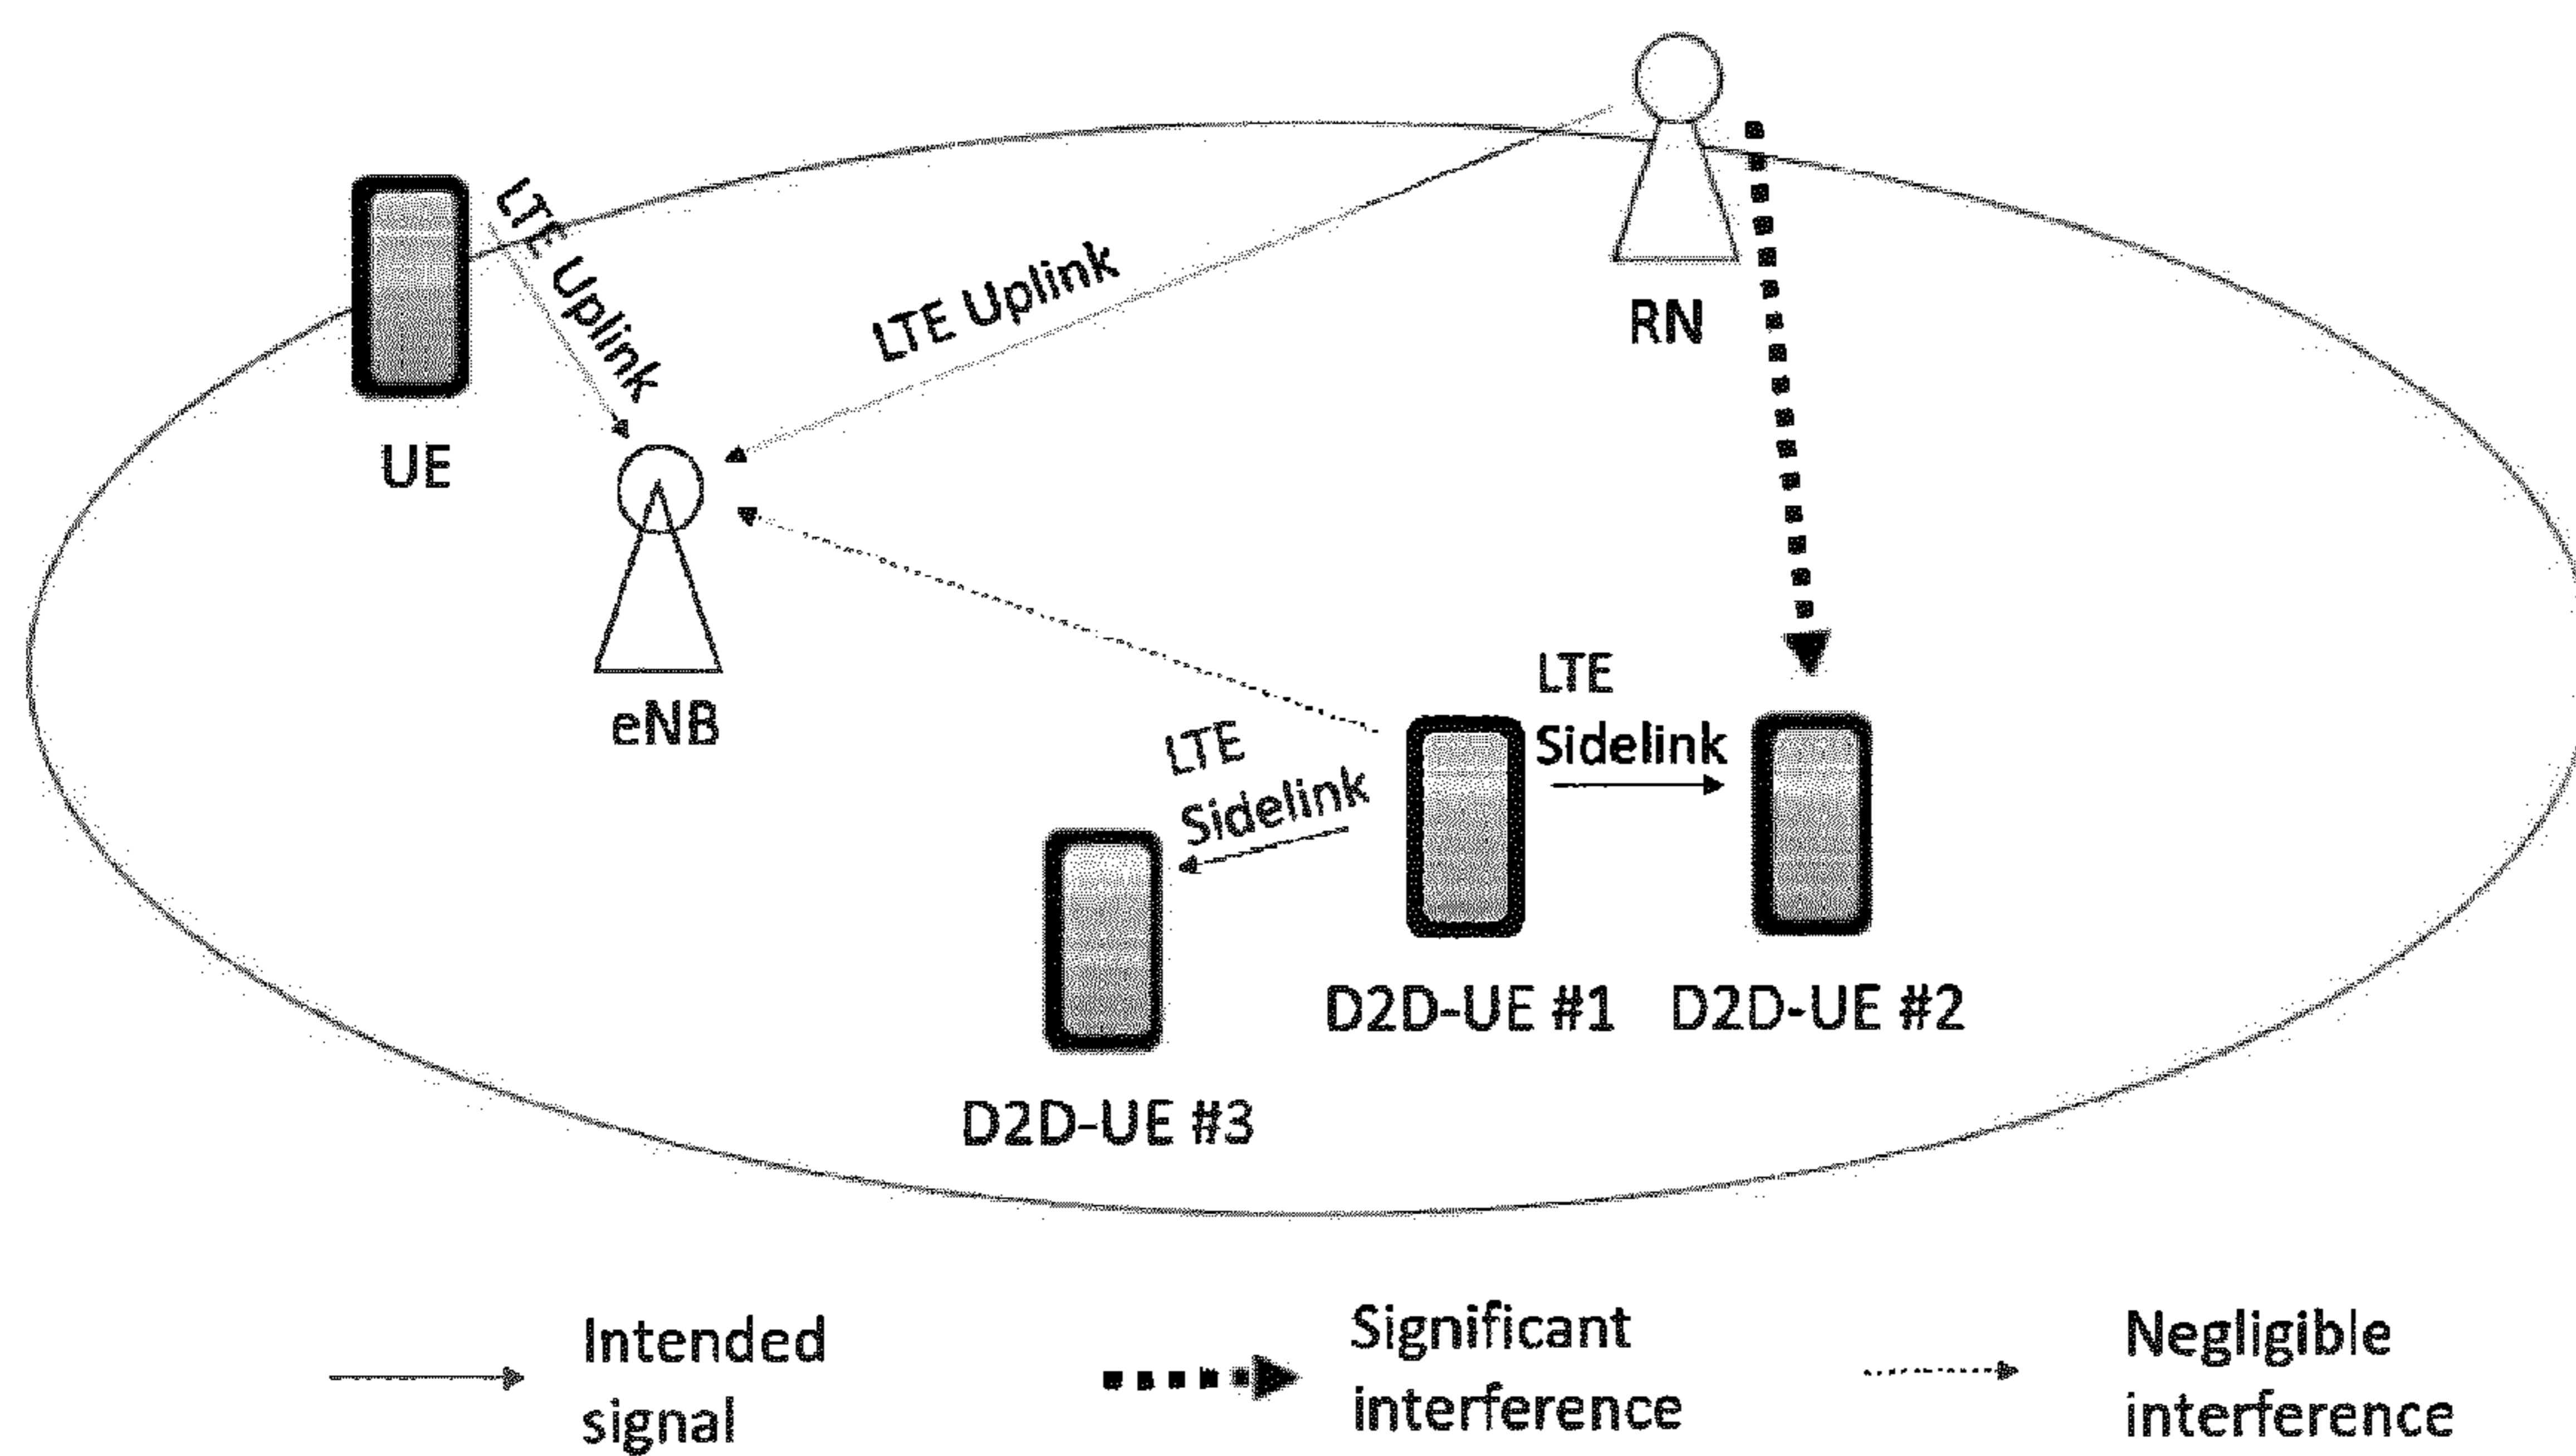 LTE Uplink
LTE Uplink
RN
UE
eNB
LTE
Sidelink
LTE
Sidelink
D2D-UE #1
D2D-UE #2
D2D-UE #3
Intended
signal
Significant
interference
Negligible
interference